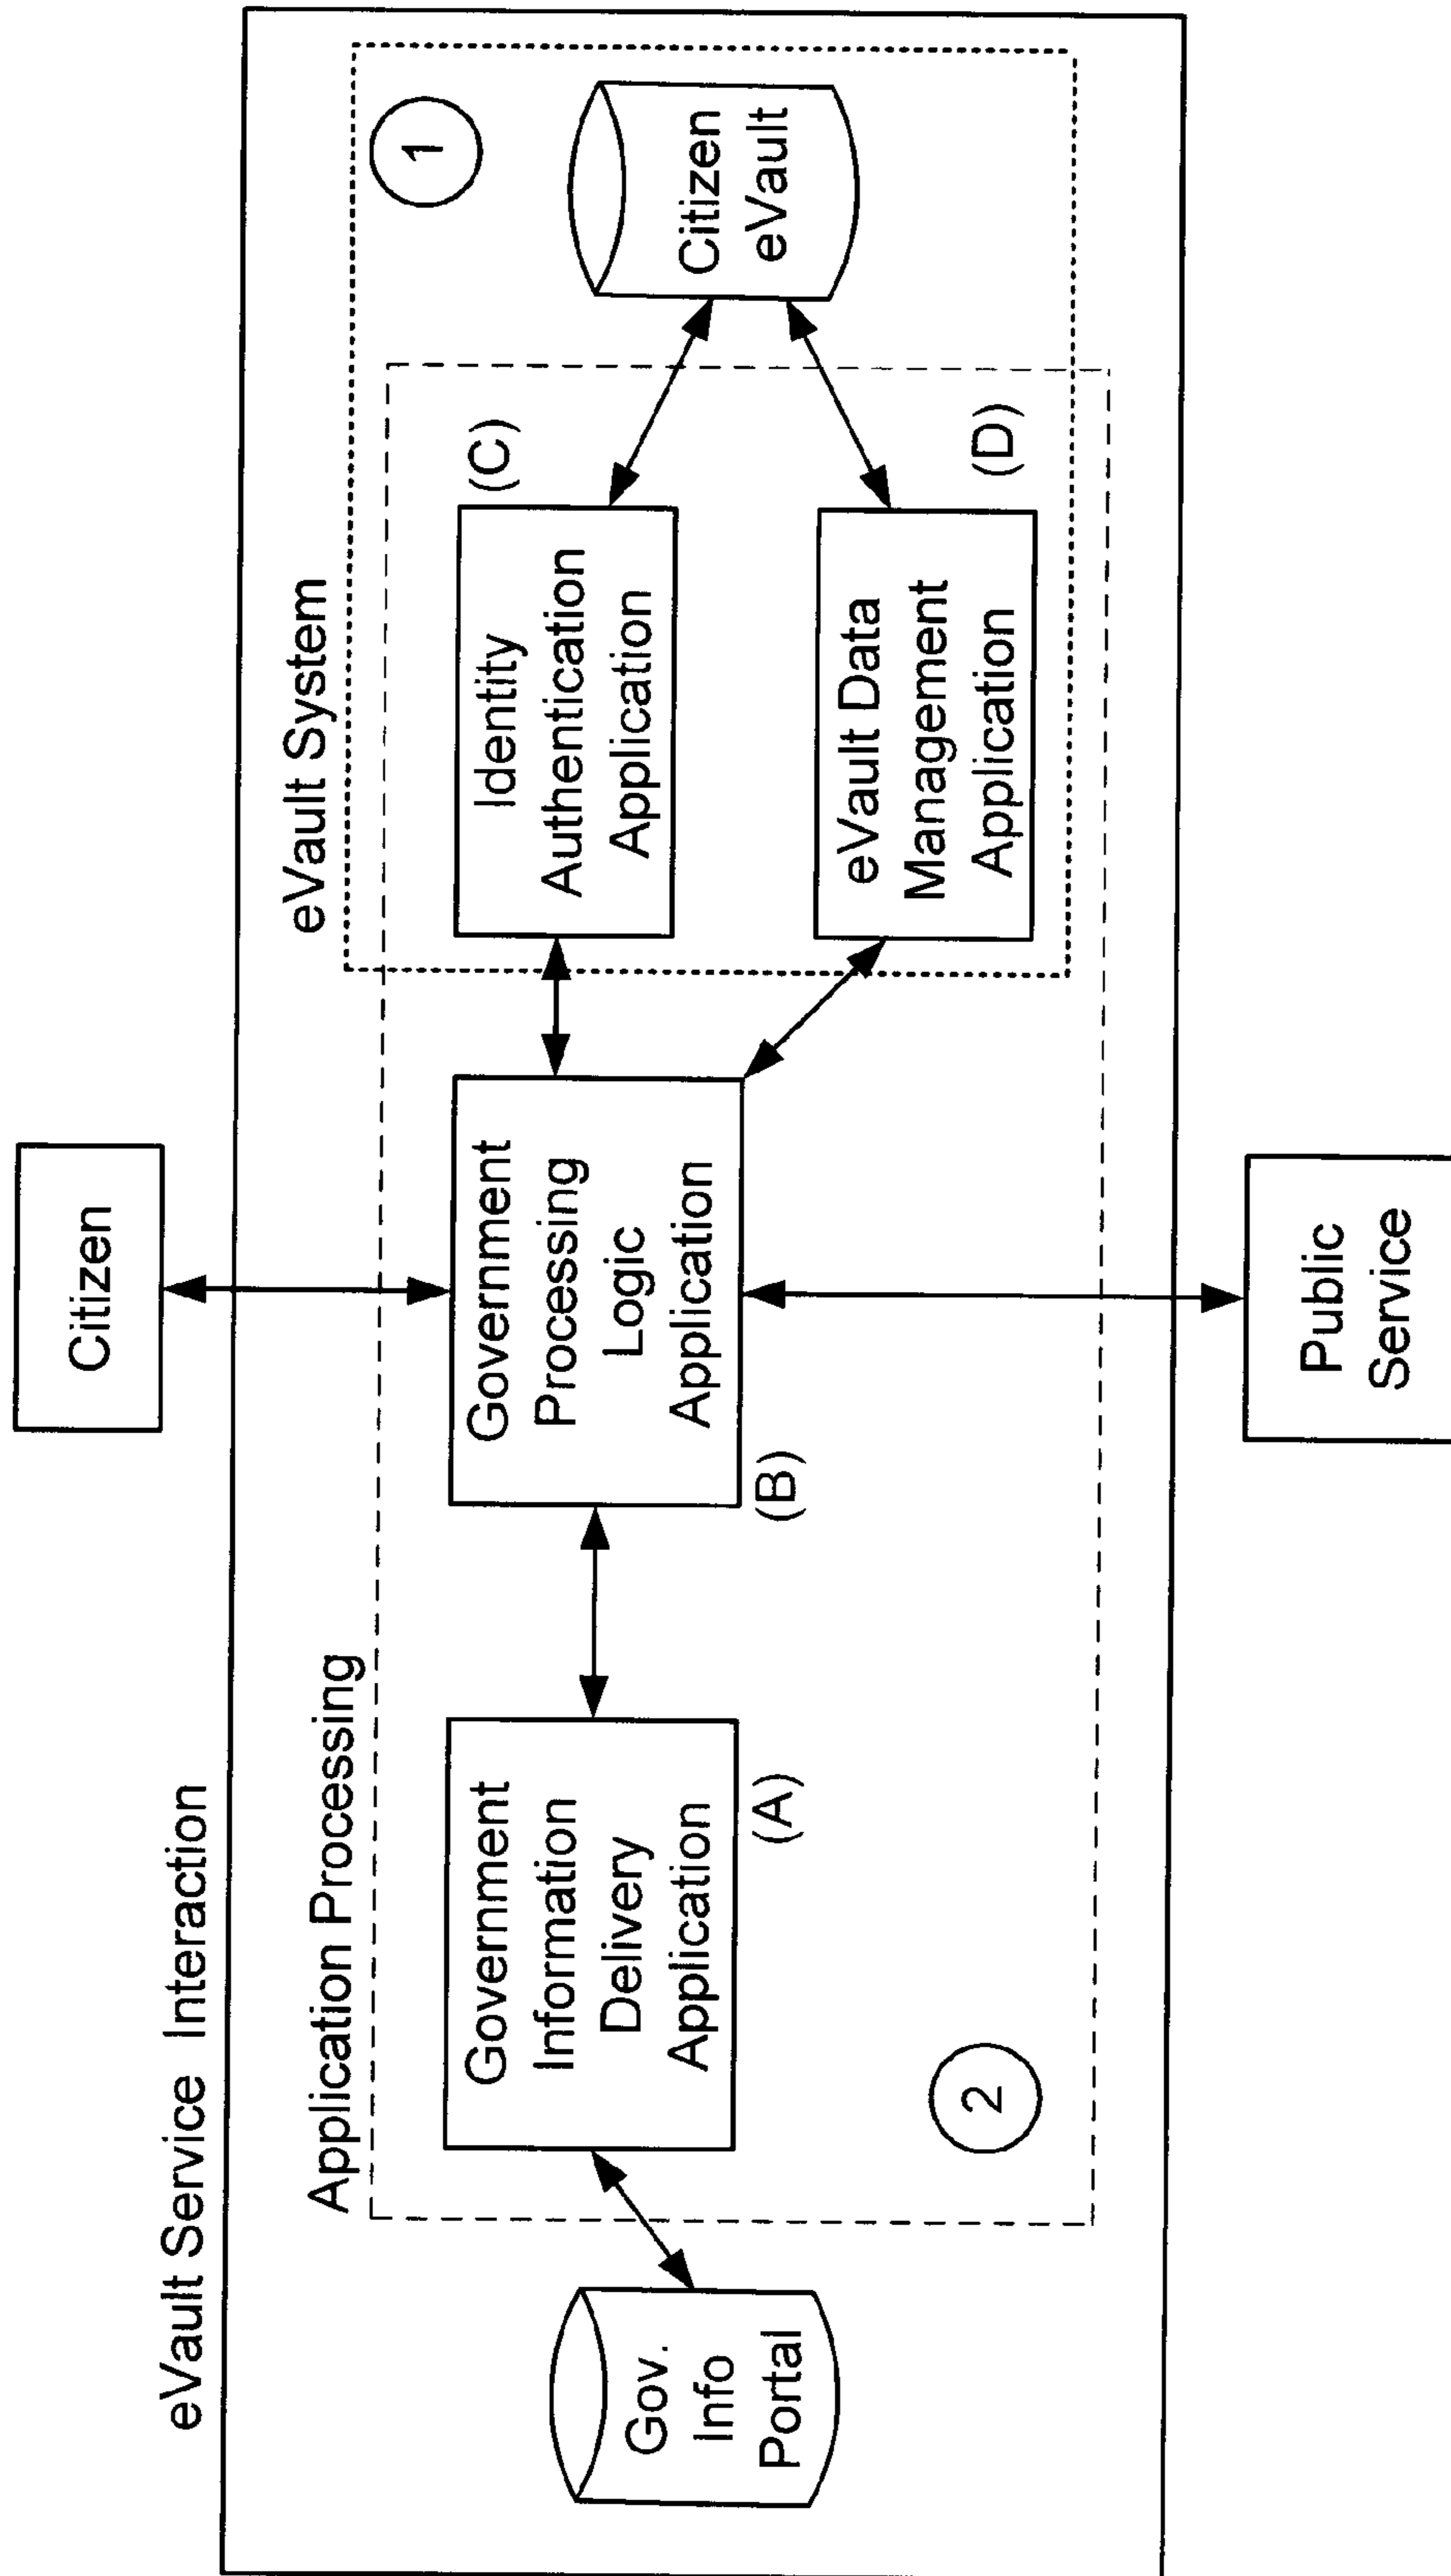 Citizen
eVault Service Interaction
Application Processing
eVault System
1
Gov.
Info
Portal
Government
Information
Delivery
Application
(A)
Government
Processing
Logic
Application
(B)
Identity
Authentication
Application
(C)
eVault Data
Management
Application
(D)
Citizen
eVault
2
Public
Service